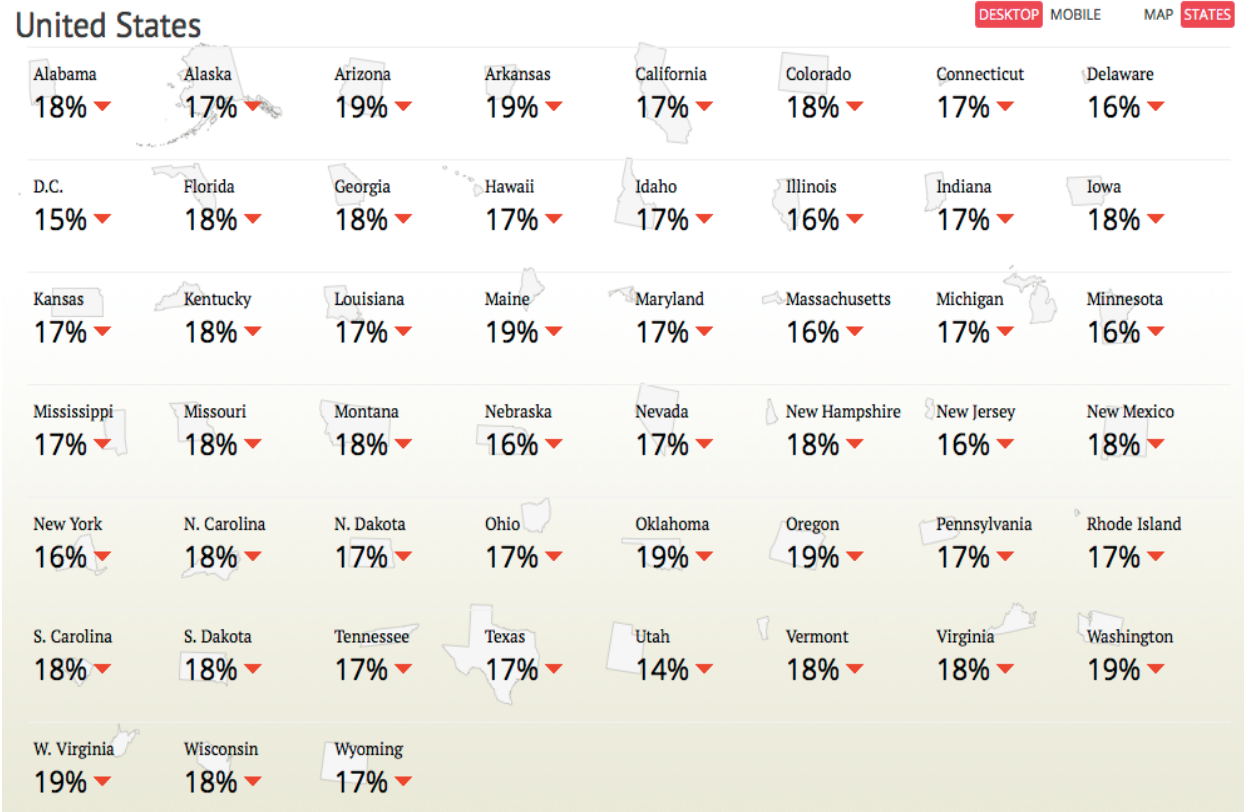 United States
DESKTOP MOBILE MAP STATES
Alabama Alaska Arizona Arkansas California Colorado Connecticut Delaware
18% 17% 19% 19% 17% 18% 17% 16%
D.C. Florida Georgia Hawaii Idaho Illinois Indiana Iowa
15% 18% 18% 17% 17% 16% 17% 18%
Kansas Kentucky Louisiana Maine Maryland Massachusetts Michigan Minnesota
17% 18% 17% 19% 17% 16% 17% 16%
Mississippi Missouri Montana Nebraska Nevada New Hampshire New Jersey New Mexico
17% 18% 18% 16% 17% 18% 16% 18%
New York N. Carolina N. Dakota Ohio Oklahoma Oregon Pennsylvania Rhode Island
16% 18% 17% 17% 19% 19% 17% 17%
S. Carolina S. Dakota Tennessee Texas Utah Vermont Virginia Washington
18% 18% 17% 17% 14% 18% 18% 19%
W. Virginia Wisconsin Wyoming
19% 18% 17%